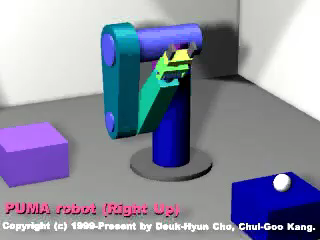 PUMA robot (Right Up)
Copyright (c) 1999-Present by Deuk-Hyun Cho, Chul-Goo Kang.